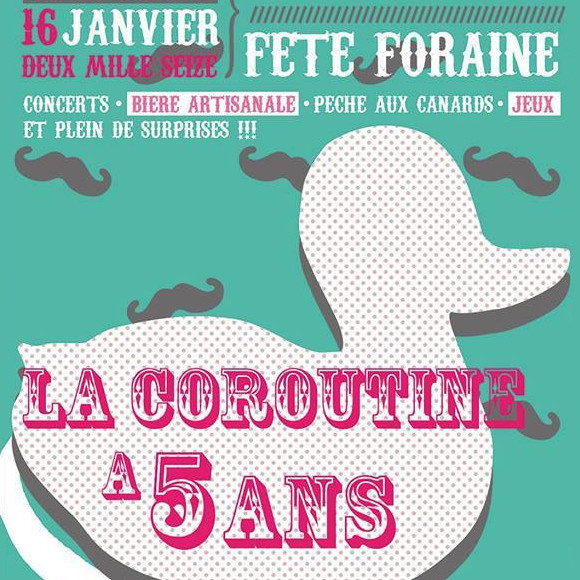 16 JANVIER
DEUX MILLE SEIZE
FETE FORAINE
CONCERTS • BIERE ARTISANALE • PECHE AUX CANARDS • JEUX
ET PLEIN DE SURPRISES !!!
LA COROUTINE
A 5 ANS